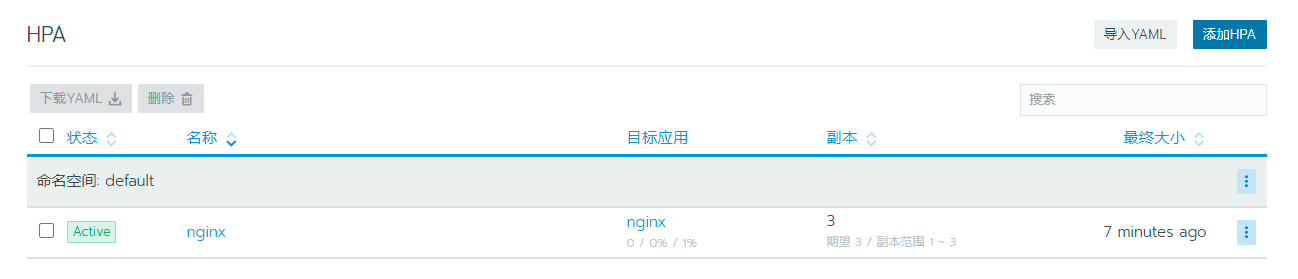 HPA
导入YAML
添加HPA
下载YAML
删除
搜索
状态 名称 目标应用 副本 最终大小
命名空间: default
Active nginx nginx 3 7 minutes ago
0 / 0% / 1% 期望 3 / 副本范围 1 ~ 3